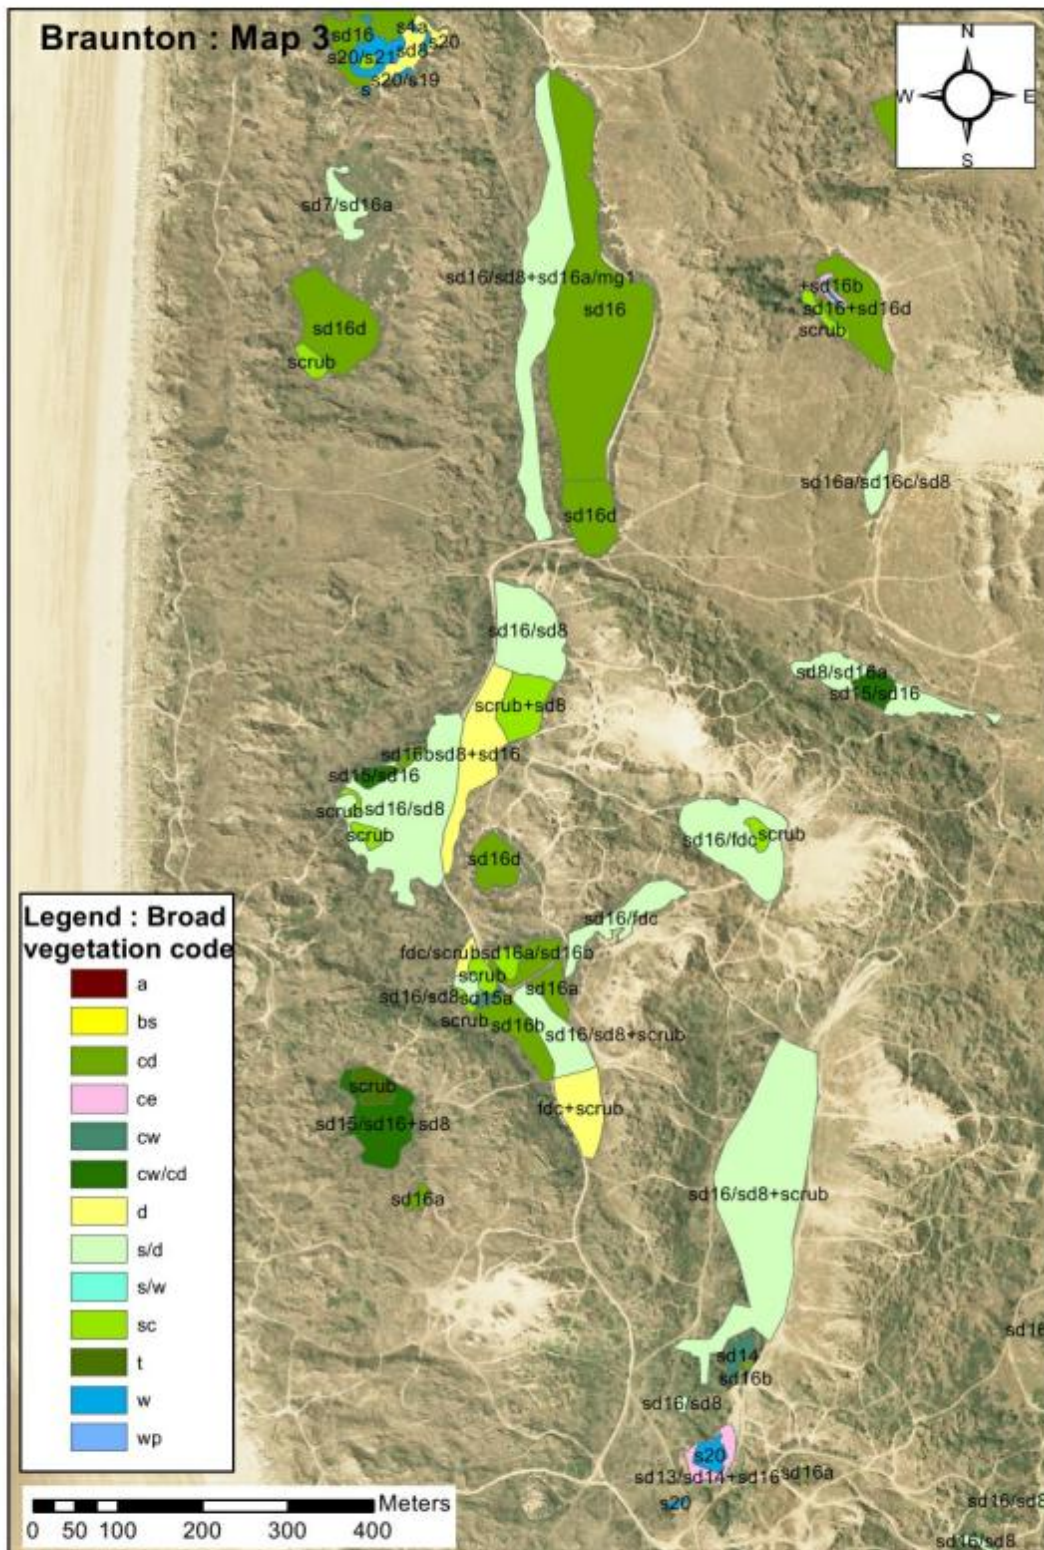 Braunton : Map 3
N
W
E
S
sd16
s4a
s20
sd8
s20/s21
s20/s19
s
sd7/sd16a
sd16/sd8+sd16a/mg1
sd16
+sd16b
sd16+sd16d
scrub
sd16d
scrub
sd16a/sd16c/sd8
sd16d
sd16/sd8
sd8/sd16a
sd15/sd16
scrub+sd8
sd16bsd8+sd16
sd15/sd16
scrub
sd16/sd8
scrub
sd16/fdc
scrub
sd16d
sd16/fdc
fdc/scrubsd16a/sd16b
scrub
sd16a
sd16/sd8
sd15a
scrub
sd16b
sd16/sd8+scrub
scrub
sd15/sd16+sd8
fdc+scrub
sd16a
sd16/sd8+scrub
sd16
sd14
sd16b
sd16/sd8
s20
sd13/sd14+sd16
sd16a
s20
sd16/sd8
sd16/sd8
Legend : Broad
vegetation code
a
bs
cd
ce
cw
cw/cd
d
s/d
s/w
sc
t
w
wp
Meters
0 50 100 200 300 400